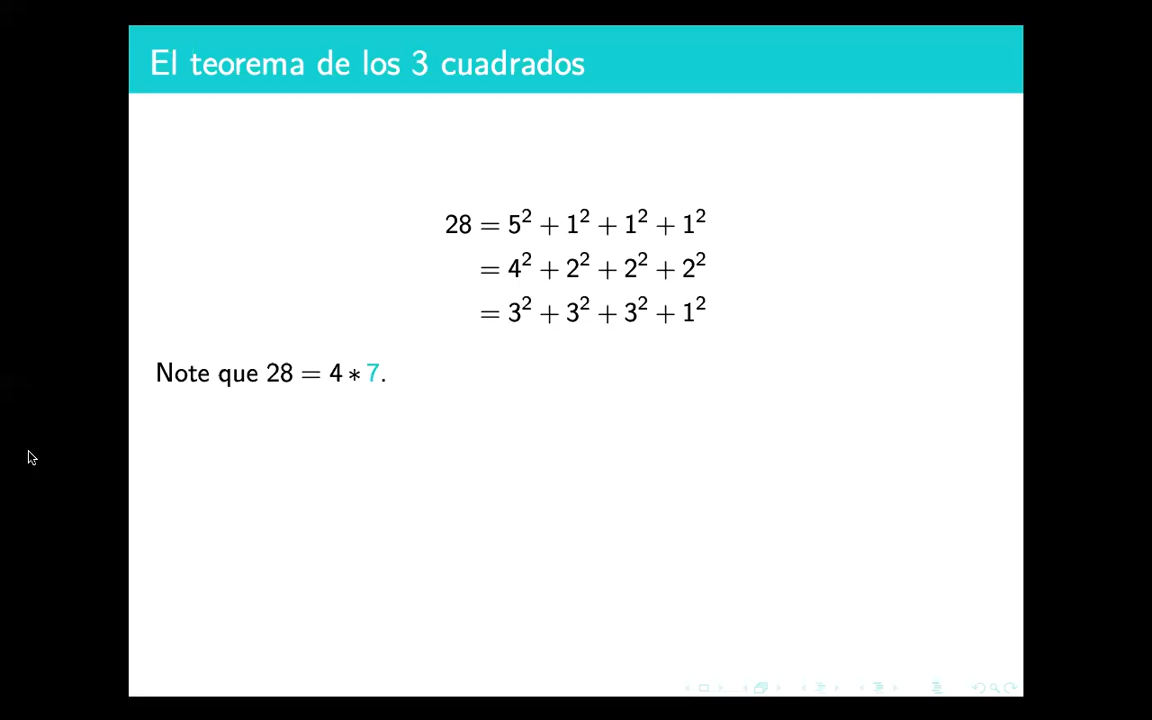 El teorema de los 3 cuadrados
28 = 5² + 1² + 1² + 1²
= 4² + 2² + 2² + 2²
= 3² + 3² + 3² + 1²
Note que 28 = 4 ∗ 7.